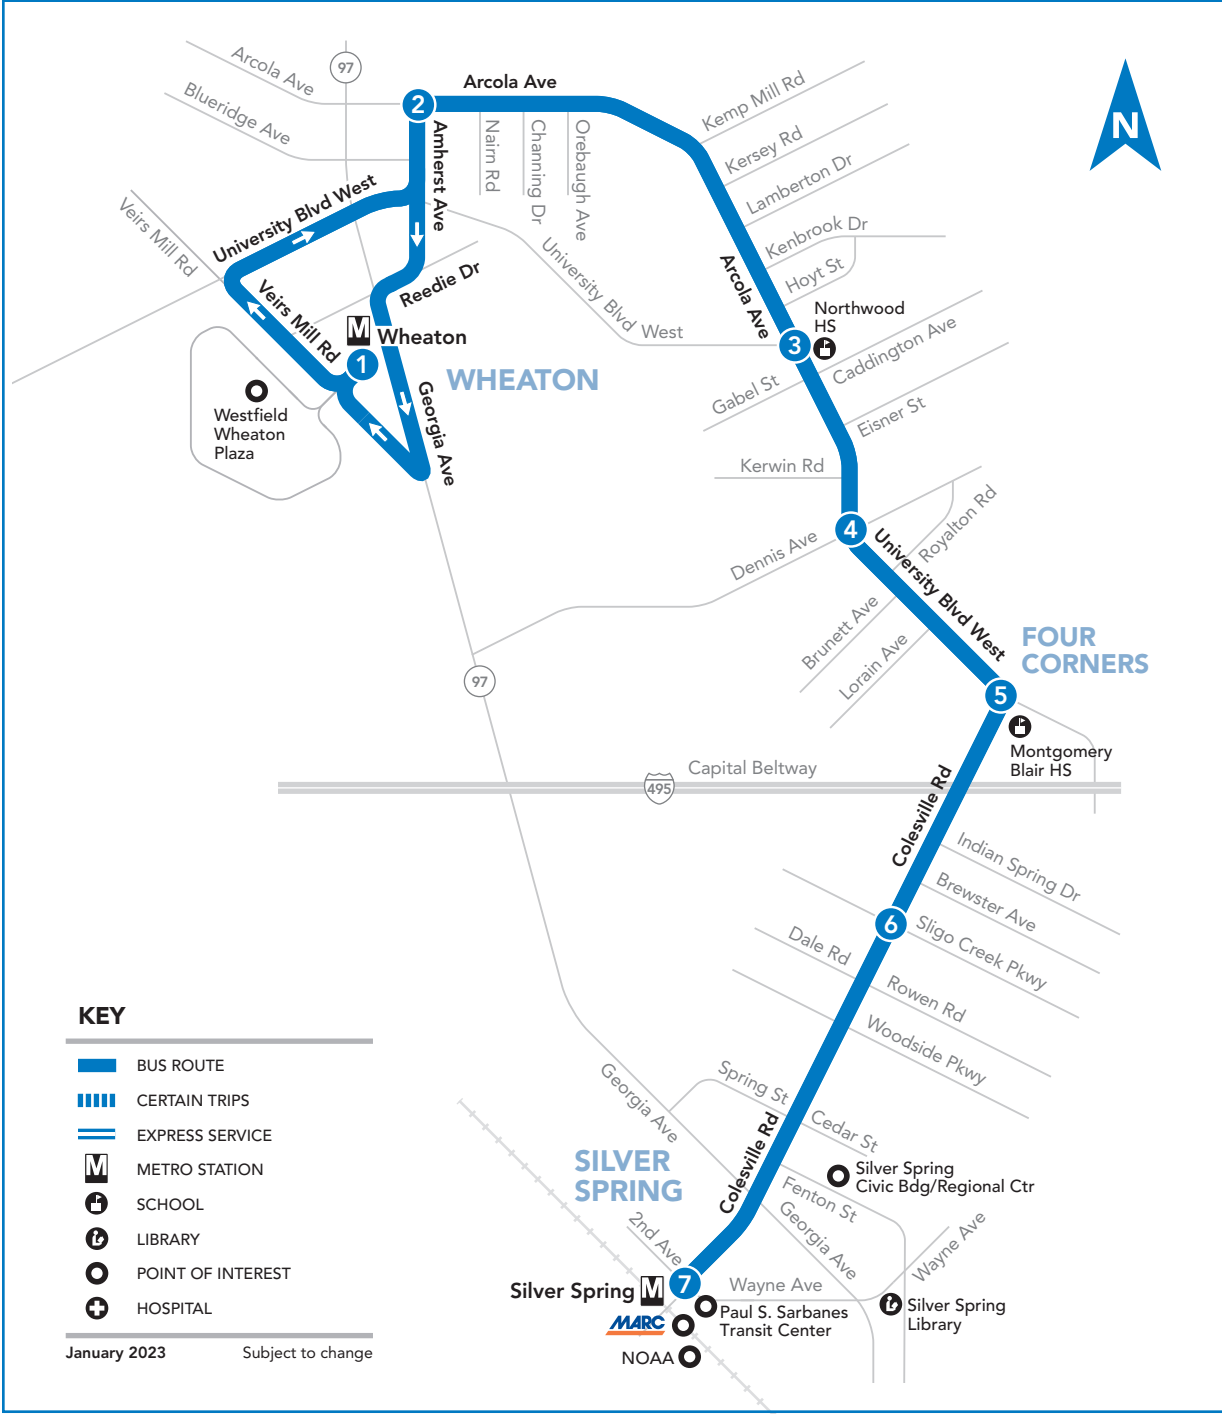 Arcola Ave
97
Arcola Ave
Blueridge Ave
2
Amherst Ave
Nairn Rd
Channing Dr
Orebaugh Ave
Kemp Mill Rd
Kersey Rd
Lamberton Dr
Kenbrook Dr
Hoyt St
N
Veirs Mill Rd
University Blvd West
University Blvd West
Reedie Dr
Veirs Mill Rd
Arcola Ave
M Wheaton
1
WHEATON
Georgia Ave
Westfield
Wheaton
Plaza
Northwood
HS
3
Gabel St
Caddington Ave
Eisner St
Kerwin Rd
4
Dennis Ave
Royalton Rd
University Blvd West
Brunett Ave
Lorain Ave
FOUR
CORNERS
5
97
Montgomery
Blair HS
Capital Beltway
495
Colesville Rd
Indian Spring Dr
Brewster Ave
6
Sligo Creek Pkwy
Dale Rd
Rowen Rd
Woodside Pkwy
Georgia Ave
Spring St
Cedar St
Colesville Rd
SILVER
SPRING
Silver Spring
Civic Bdg/Regional Ctr
Fenton St
Georgia Ave
2nd Ave
Wayne Ave
Silver Spring M
7
Wayne Ave
Paul S. Sarbanes
Transit Center
Silver Spring
Library
MARC
NOAA
KEY
BUS ROUTE
CERTAIN TRIPS
EXPRESS SERVICE
M METRO STATION
SCHOOL
LIBRARY
POINT OF INTEREST
HOSPITAL
January 2023 Subject to change